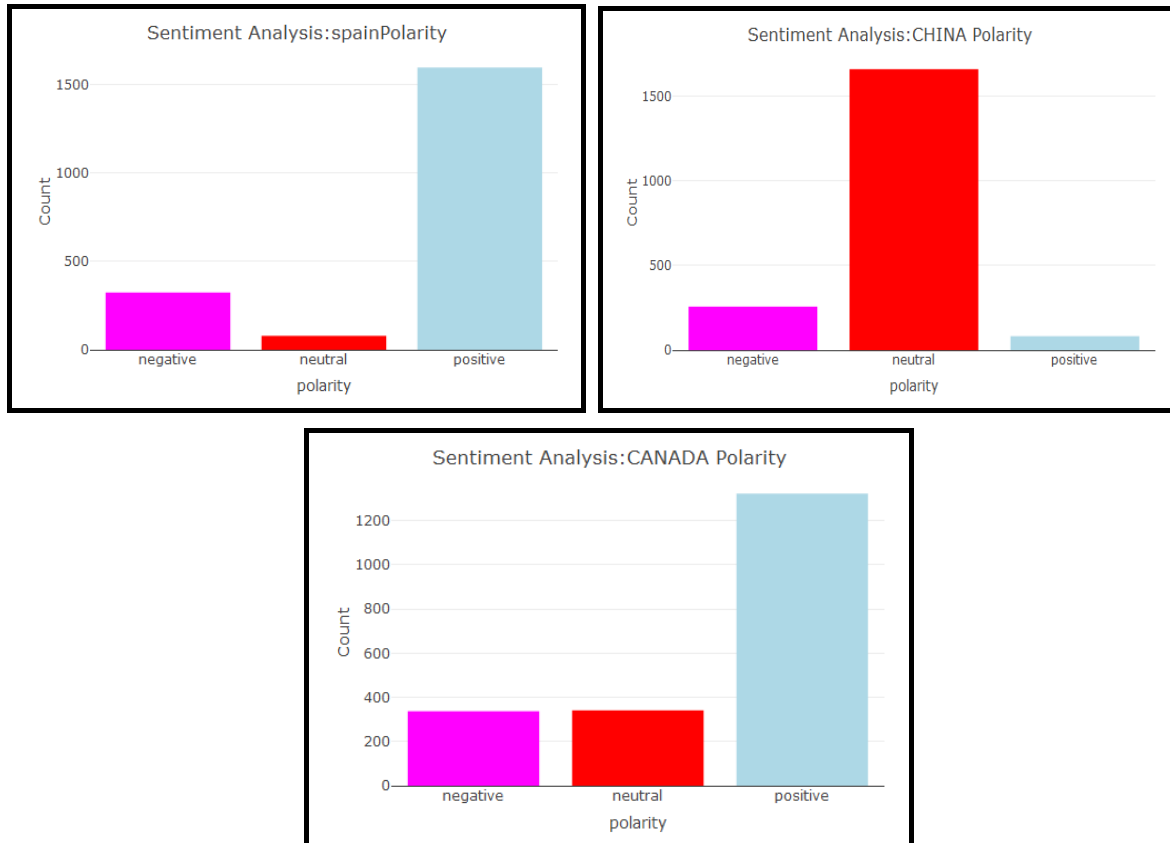 Sentiment Analysis:spainPolarity
1500
1000
500
0
Count
negative neutral positive
polarity
Sentiment Analysis:CHINA Polarity
1500
1000
500
0
Count
negative neutral positive
polarity
Sentiment Analysis:CANADA Polarity
1200
1000
800
600
400
200
0
Count
negative neutral positive
polarity